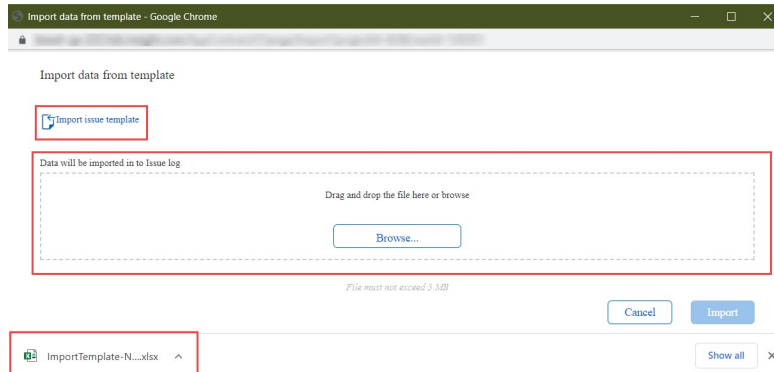 Import data from template - Google Chrome
Import data from template
Import issue template
Data will be imported in to Issue log
Drag and drop the file here or browse
Browse...
File must not exceed 5 MB
Cancel
Import
ImportTemplate-N....xlsx
Show all